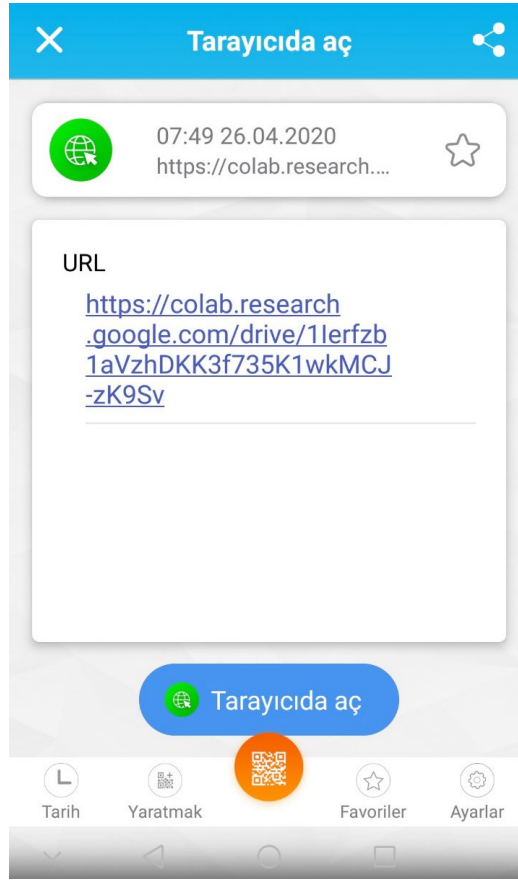 Tarayıcıda aç
07:49 26.04.2020
https://colab.research....
URL
https://colab.research
.google.com/drive/1Ierfzb
1aVzhDKK3f735K1wkMCJ
-zK9Sv
Tarayıcıda aç
Tarih Yaratmak Favoriler Ayarlar